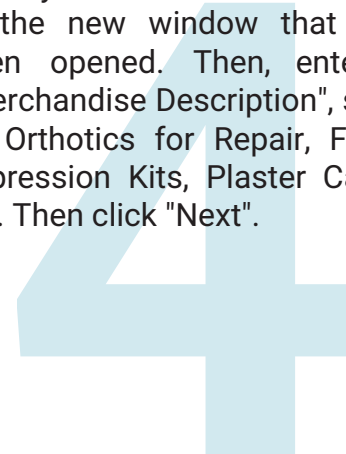 the new window that
en opened. Then, ente
erchandise Description", s
Orthotics for Repair, F
pression Kits, Plaster Ca
. Then click "Next".
4